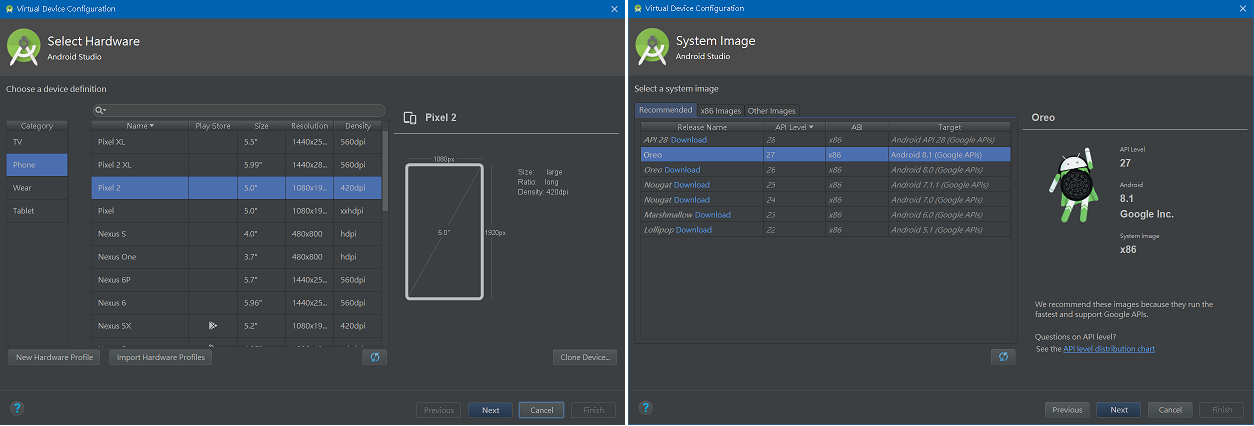 Virtual Device Configuration
Select Hardware
Android Studio
Choose a device definition
Category
TV
Phone
Wear
Tablet
Name Play Store Size Resolution Density
Pixel XL 5.5" 1440x25... 560dpi
Pixel 2 XL 5.99" 1440x28... 560dpi
Pixel 2 5.0" 1080x19... 420dpi
Pixel 5.0" 1080x19... xxhdpi
Nexus S 4.0" 480x800 hdpi
Nexus One 3.7" 480x800 hdpi
Nexus 6P 5.7" 1440x25... 560dpi
Nexus 6 5.96" 1440x25... 560dpi
Nexus 5X 5.2" 1080x19... 420dpi
Pixel 2
1080px
5.0"
1920px
Size: large
Ratio: long
Density: 420dpi
New Hardware Profile
Import Hardware Profiles
Clone Device...
?
Previous
Next
Cancel
Finish
Virtual Device Configuration
System Image
Android Studio
Select a system image
Recommended x86 Images Other Images
Release Name API Level ABI Target
API 28 Download 28 x86 Android API 28 (Google APIs)
Oreo 27 x86 Android 8.1 (Google APIs)
Oreo Download 26 x86 Android 8.0 (Google APIs)
Nougat Download 25 x86 Android 7.1.1 (Google APIs)
Nougat Download 24 x86 Android 7.0 (Google APIs)
Marshmallow Download 23 x86 Android 6.0 (Google APIs)
Lollipop Download 22 x86 Android 5.1 (Google APIs)
Oreo
API Level
27
Android
8.1
Google Inc.
System Image
x86
We recommend these images because they run the
fastest and support Google APIs.
Questions on API level?
See the API level distribution chart
?
Previous
Next
Cancel
Finish